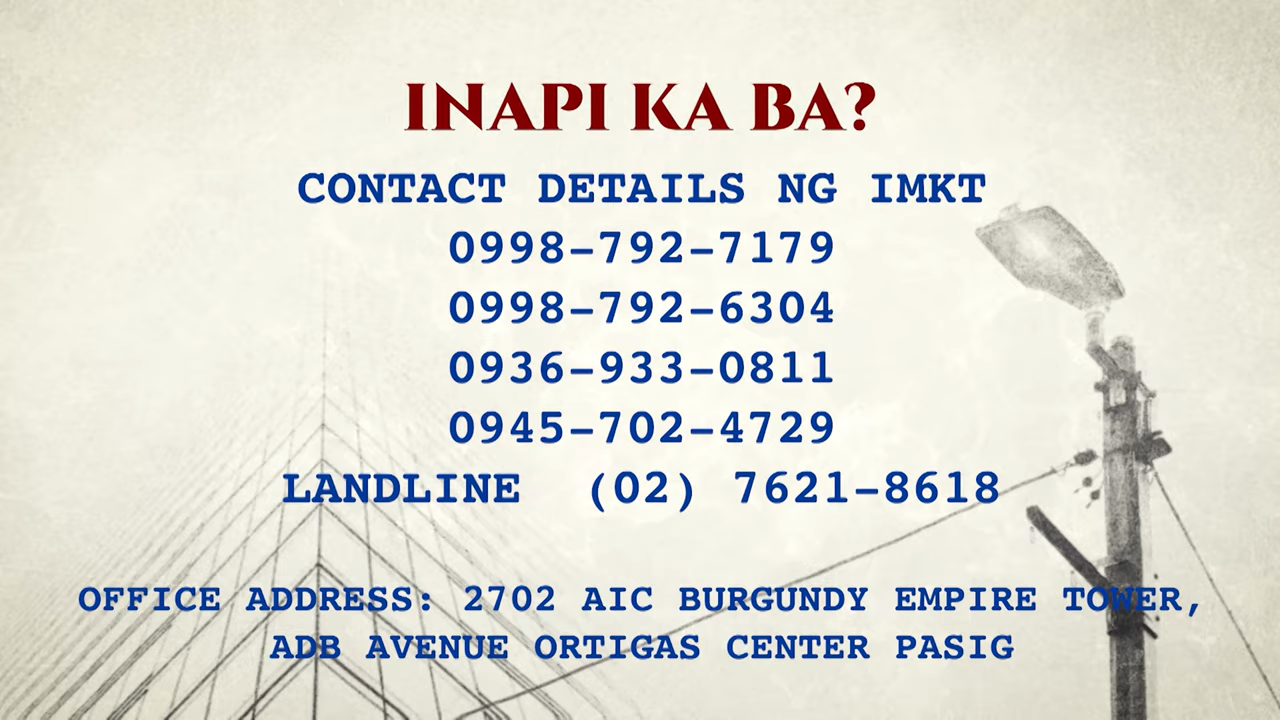 INAPI KA BA?
CONTACT DETAILS NG IMKT
0998-792-7179
0998-792-6304
0936-933-0811
0945-702-4729
LANDLINE (02) 7621-8618
OFFICE ADDRESS: 2702 AIC BURGUNDY EMPIRE TOWER,
ADB AVENUE ORTIGAS CENTER PASIG